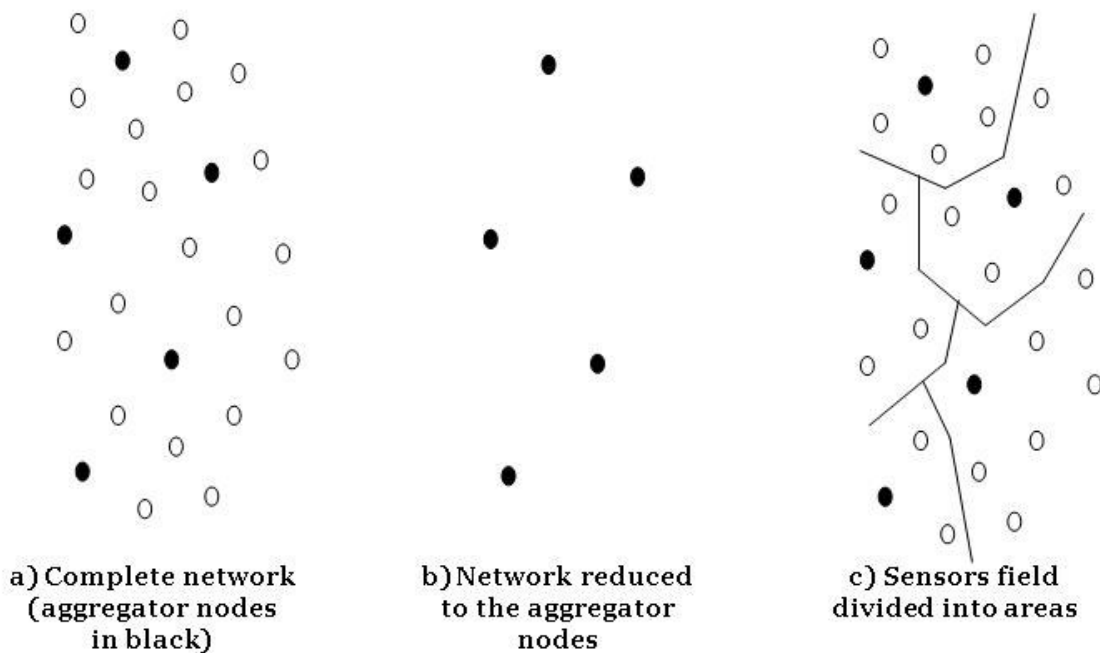 a) Complete network
(aggregator nodes
in black)
b) Network reduced
to the aggregator
nodes
c) Sensors field
divided into areas